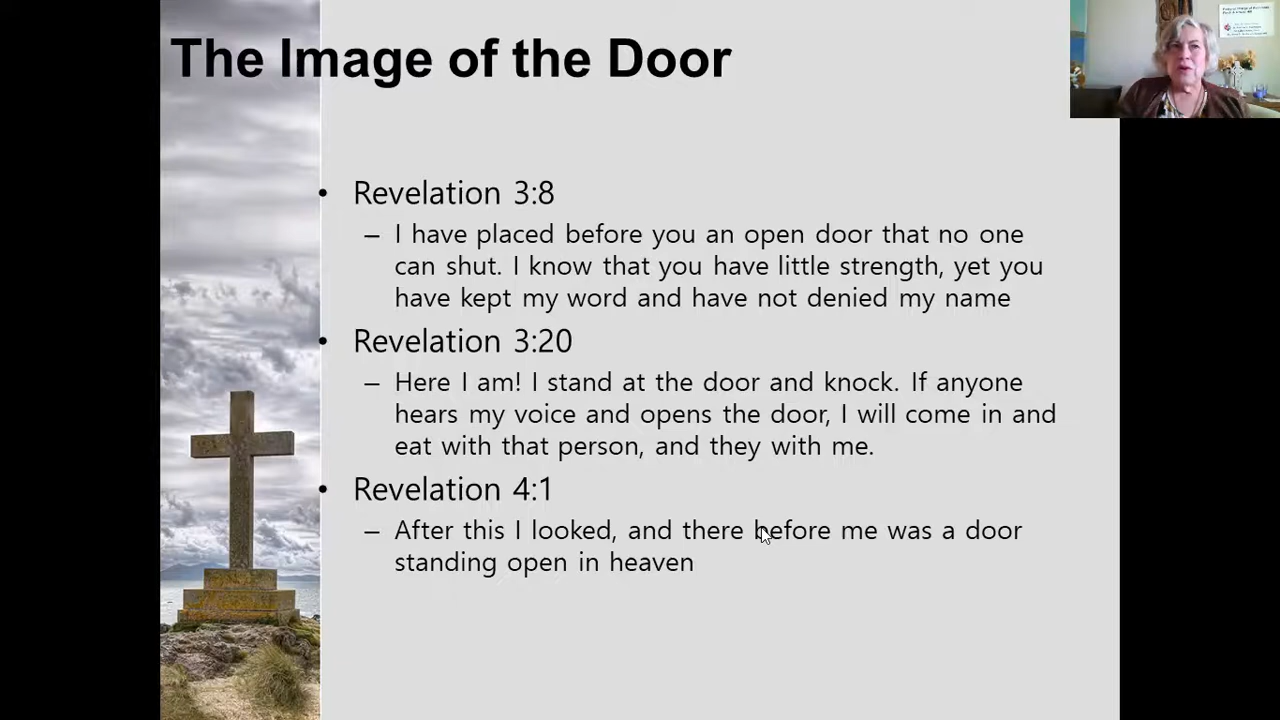 The Image of the Door
• Revelation 3:8
– I have placed before you an open door that no one
can shut. I know that you have little strength, yet you
have kept my word and have not denied my name
• Revelation 3:20
– Here I am! I stand at the door and knock. If anyone
hears my voice and opens the door, I will come in and
eat with that person, and they with me.
• Revelation 4:1
– After this I looked, and there before me was a door
standing open in heaven